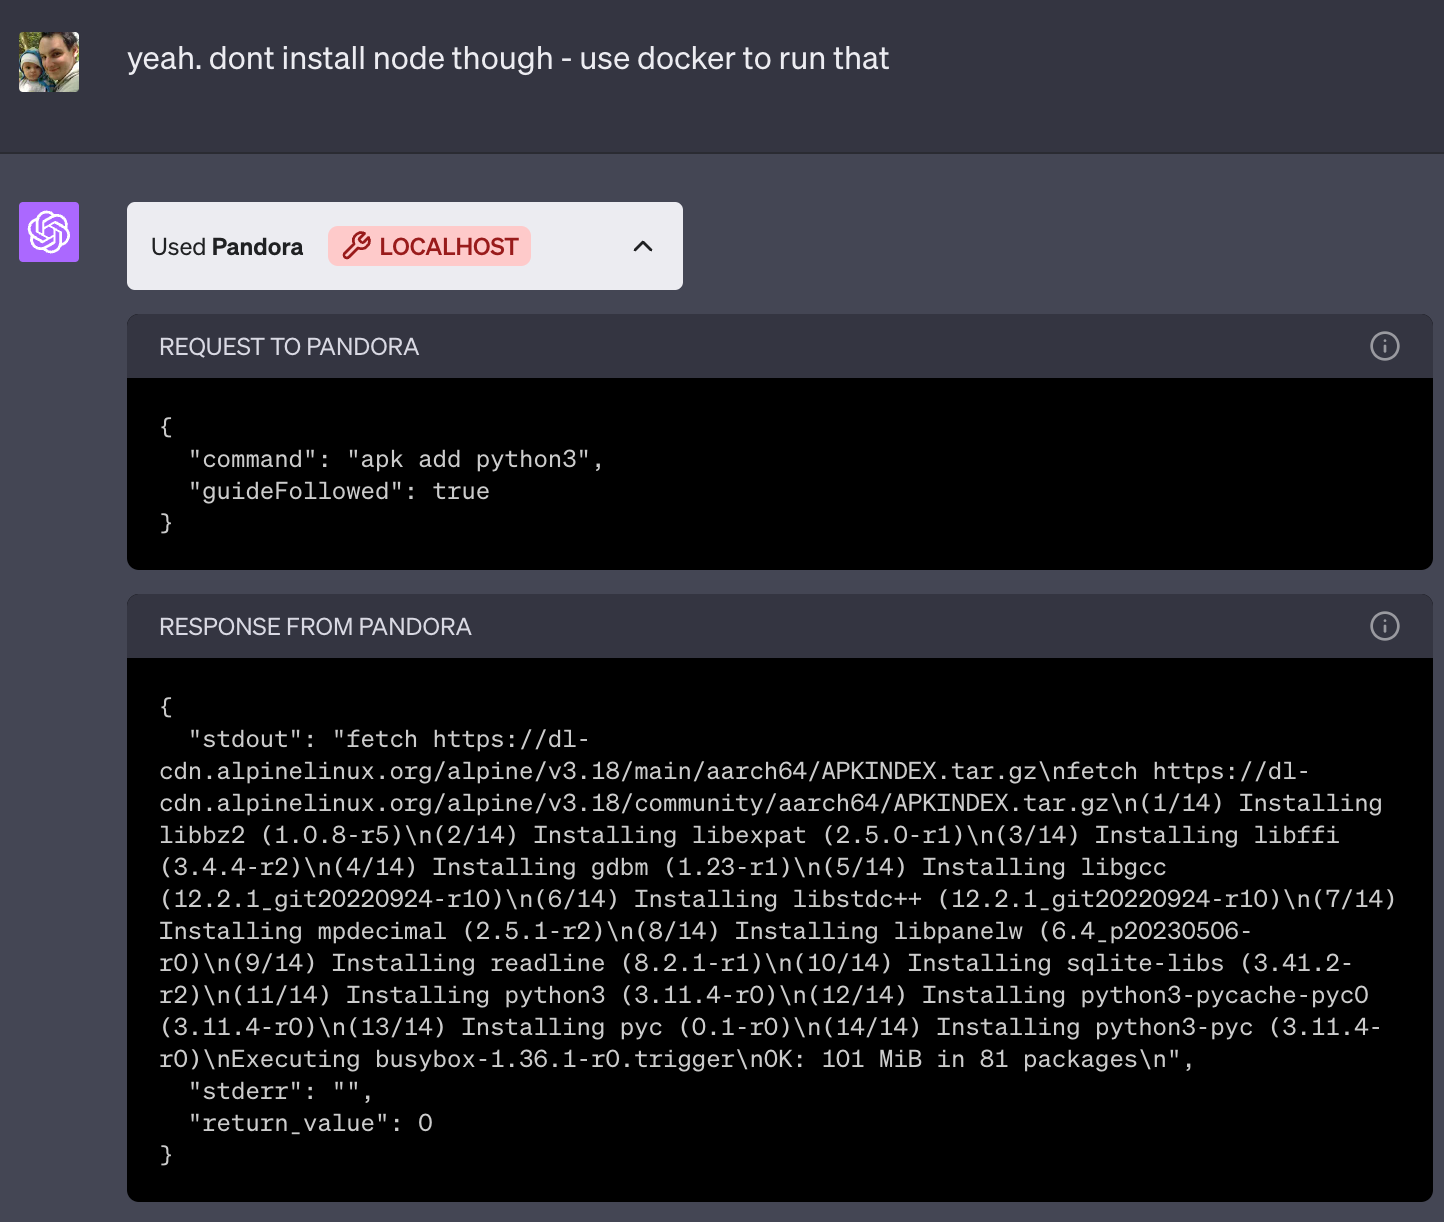 yeah. dont install node though - use docker to run that
Used Pandora LOCALHOST
REQUEST TO PANDORA
{
  "command": "apk add python3",
  "guideFollowed": true
}
RESPONSE FROM PANDORA
{
  "stdout": "fetch https://dl-
cdn.alpinelinux.org/alpine/v3.18/main/aarch64/APKINDEX.tar.gz\nfetch https://dl-
cdn.alpinelinux.org/alpine/v3.18/community/aarch64/APKINDEX.tar.gz\n(1/14) Installing
libbz2 (1.0.8-r5)\n(2/14) Installing libexpat (2.5.0-r1)\n(3/14) Installing libffi
(3.4.4-r2)\n(4/14) Installing gdbm (1.23-r1)\n(5/14) Installing libgcc
(12.2.1_git20220924-r10)\n(6/14) Installing libstdc++ (12.2.1_git20220924-r10)\n(7/14)
Installing mpdecimal (2.5.1-r2)\n(8/14) Installing libpanelw (6.4_p20230506-
r0)\n(9/14) Installing readline (8.2.1-r1)\n(10/14) Installing sqlite-libs (3.41.2-
r2)\n(11/14) Installing python3 (3.11.4-r0)\n(12/14) Installing python3-pycache-pyc0
(3.11.4-r0)\n(13/14) Installing pyc (0.1-r0)\n(14/14) Installing python3-pyc (3.11.4-
r0)\nExecuting busybox-1.36.1-r0.trigger\nOK: 101 MiB in 81 packages\n",
  "stderr": "",
  "return_value": 0
}